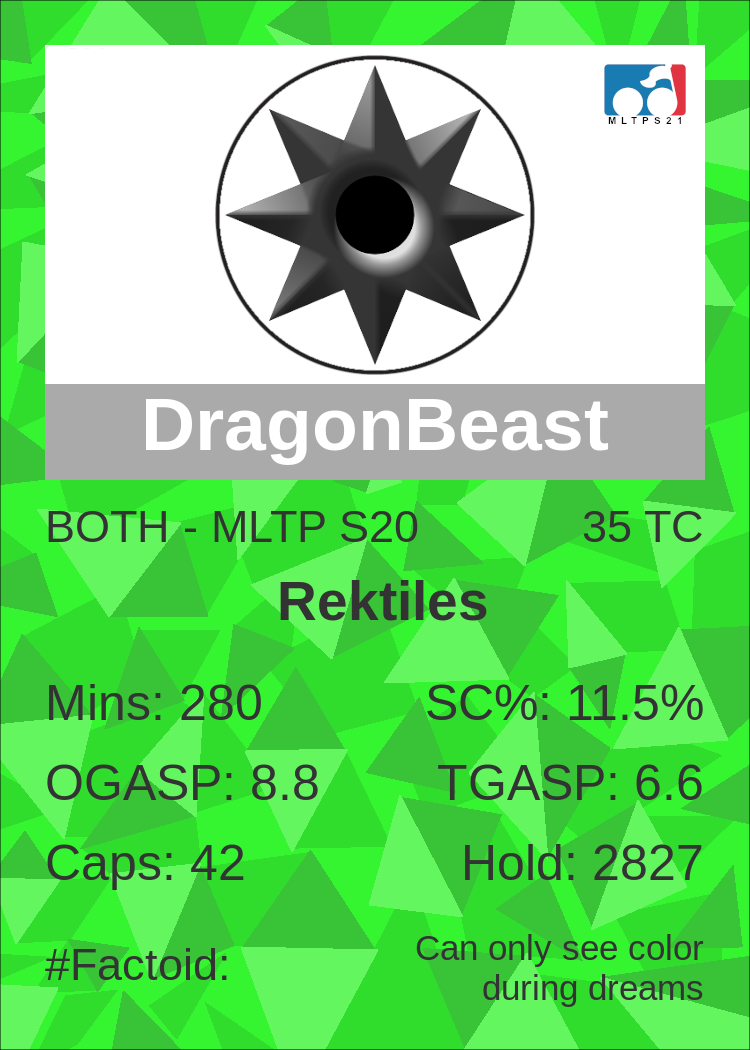 MLTPS21
DragonBeast
BOTH - MLTP S20 35 TC
Rektiles
Mins: 280 SC%: 11.5%
OGASP: 8.8 TGASP: 6.6
Caps: 42 Hold: 2827
#Factoid: Can only see color
during dreams